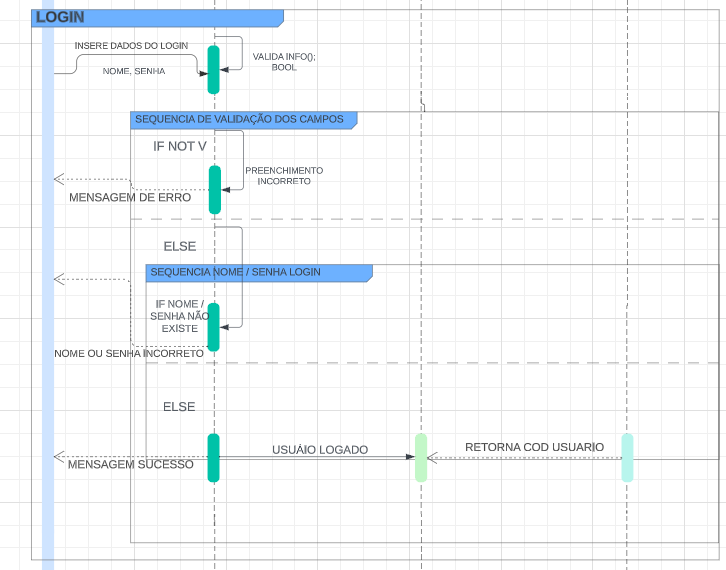 LOGIN
INSERE DADOS DO LOGIN
NOME, SENHA
VALIDA INFO();
BOOL
SEQUENCIA DE VALIDAÇÃO DOS CAMPOS
IF NOT V
PREENCHIMENTO
INCORRETO
MENSAGEM DE ERRO
ELSE
SEQUENCIA NOME / SENHA LOGIN
IF NOME /
SENHA NÃO
EXISTE
NOME OU SENHA INCORRETO
ELSE
USUÁIO LOGADO
RETORNA COD USUARIO
MENSAGEM SUCESSO